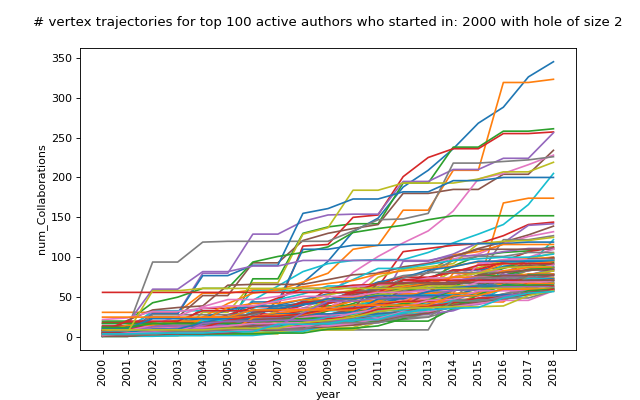 # vertex trajectories for top 100 active authors who started in: 2000 with hole of size 2
350
300
250
200
150
100
50
0
num_Collaborations
2000 2001 2002 2003 2004 2005 2006 2007 2008 2009 2010 2011 2012 2013 2014 2015 2016 2017 2018
year